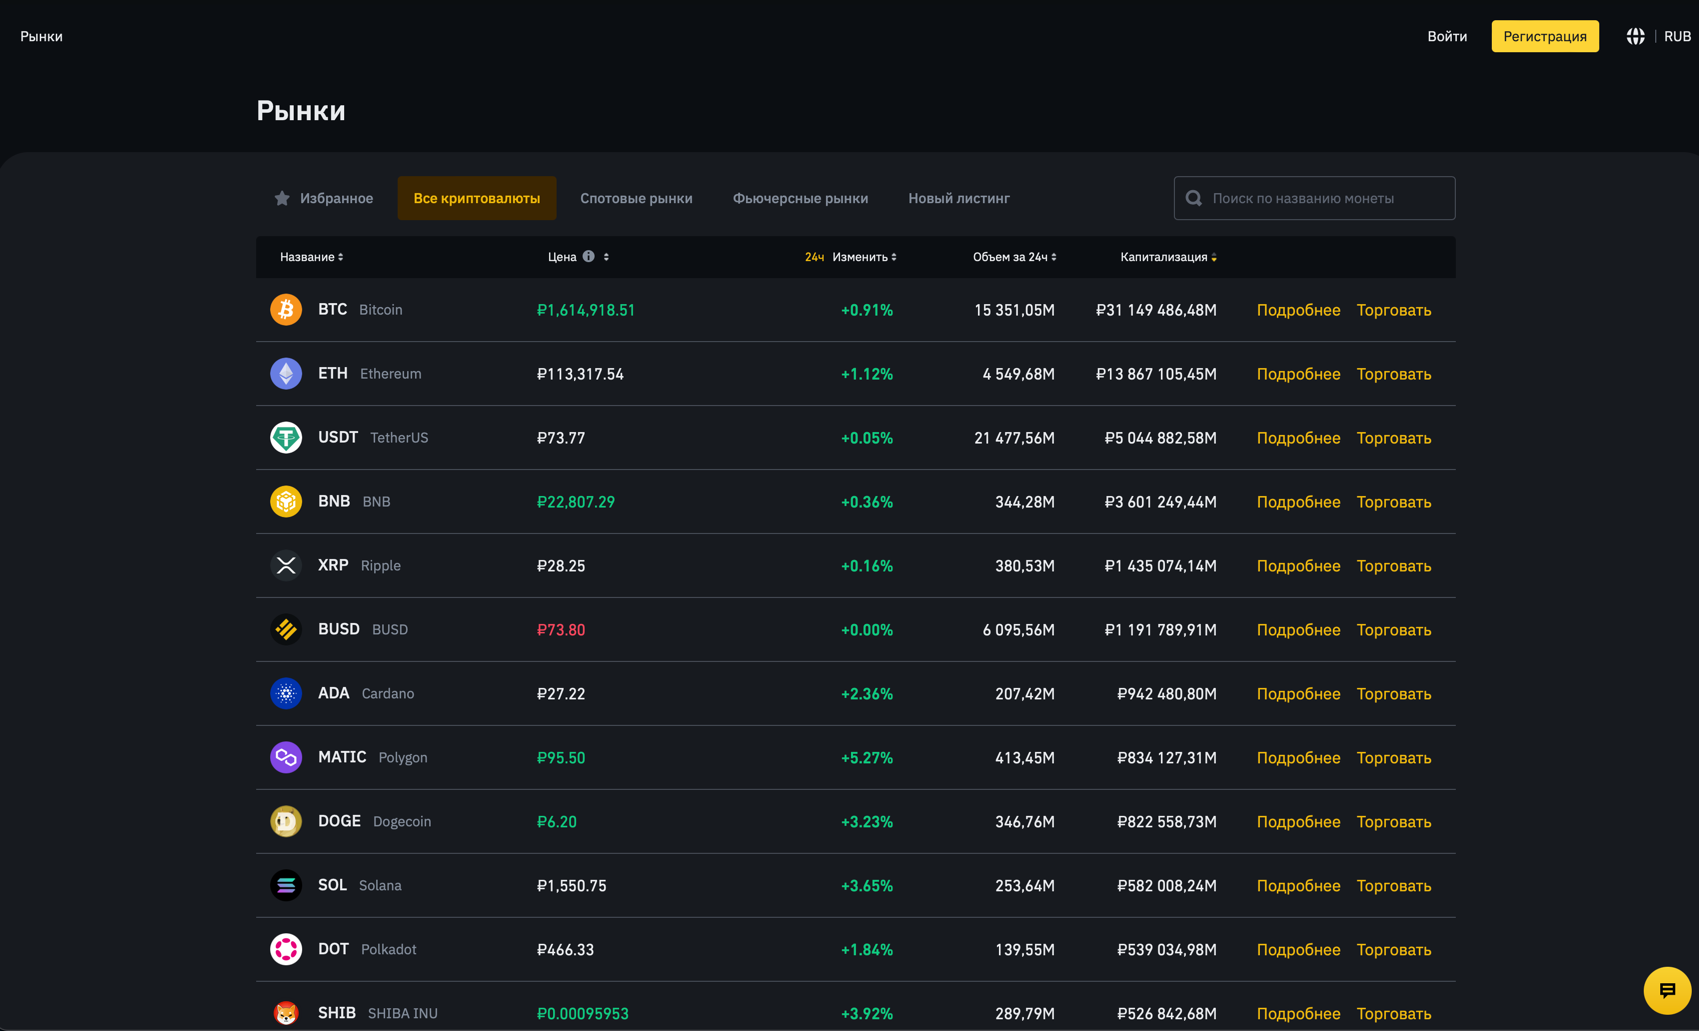 Рынки Войти Регистрация | RUB
Рынки
Избранное Все криптовалюты Спотовые рынки Фьючерсные рынки Новый листинг Поиск по названию монеты
Название Цена 24ч Изменить Объем за 24ч Капитализация
BTC Bitcoin ₽1,614,918.51 +0.91% 15 351,05M ₽31 149 486,48M Подробнее Торговать
ETH Ethereum ₽113,317.54 +1.12% 4 549,68M ₽13 867 105,45M Подробнее Торговать
USDT TetherUS ₽73.77 +0.05% 21 477,56M ₽5 044 882,58M Подробнее Торговать
BNB BNB ₽22,807.29 +0.36% 344,28M ₽3 601 249,44M Подробнее Торговать
XRP Ripple ₽28.25 +0.16% 380,53M ₽1 435 074,14M Подробнее Торговать
BUSD BUSD ₽73.80 +0.00% 6 095,56M ₽1 191 789,91M Подробнее Торговать
ADA Cardano ₽27.22 +2.36% 207,42M ₽942 480,80M Подробнее Торговать
MATIC Polygon ₽95.50 +5.27% 413,45M ₽834 127,31M Подробнее Торговать
DOGE Dogecoin ₽6.20 +3.23% 346,76M ₽822 558,73M Подробнее Торговать
SOL Solana ₽1,550.75 +3.65% 253,64M ₽582 008,24M Подробнее Торговать
DOT Polkadot ₽466.33 +1.84% 139,55M ₽539 034,98M Подробнее Торговать
SHIB SHIBA INU ₽0.00095953 +3.92% 289,79M ₽526 842,68M Подробнее Торговать